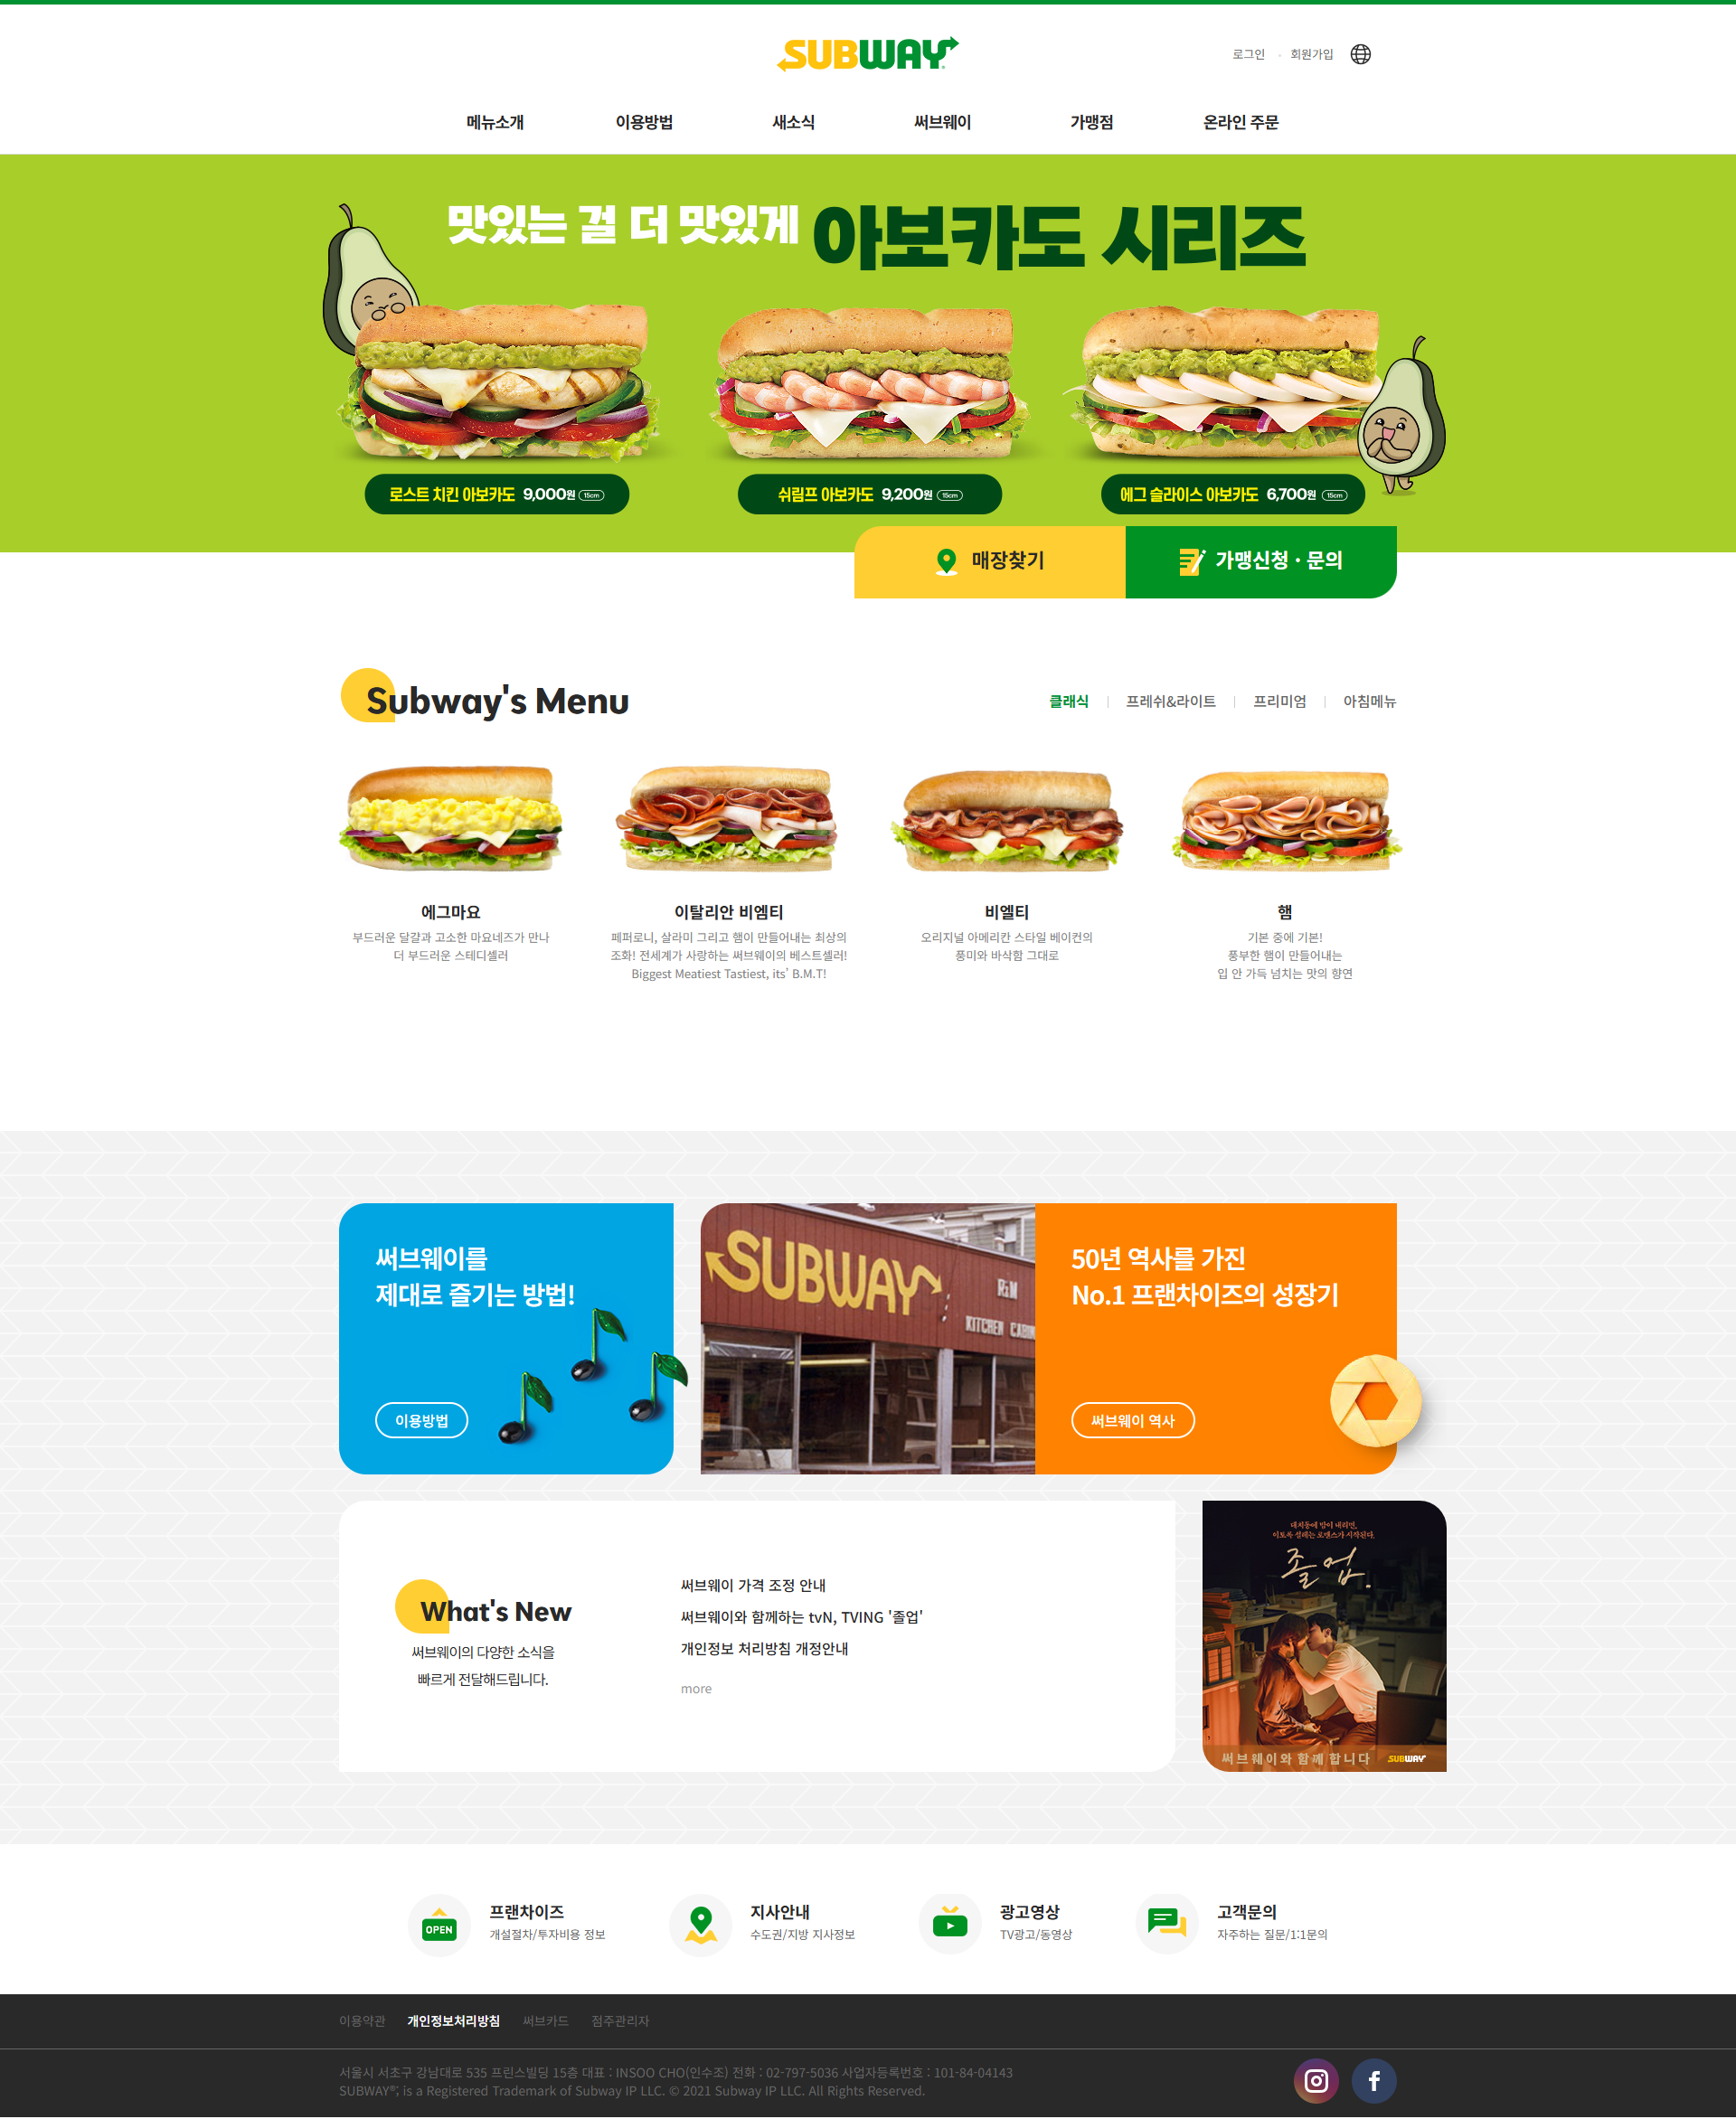 SUBWAY
로그인
회원가입
메뉴소개
이용방법
새소식
써브웨이
가맹점
온라인 주문
맛있는 걸 더 맛있게 아보카도 시리즈
로스트 치킨 아보카도 9,000원 15cm
쉬림프 아보카도 9,200원 15cm
에그 슬라이스 아보카도 6,700원 15cm
매장찾기
가맹신청 · 문의
Subway's Menu
클래식
프레쉬&라이트
프리미엄
아침메뉴
에그마요
부드러운 달걀과 고소한 마요네즈가 만나
더 부드러운 스테디셀러
이탈리안 비엠티
페퍼로니, 살라미 그리고 햄이 만들어내는 최상의
조화! 전세계가 사랑하는 써브웨이의 베스트셀러!
Biggest Meatiest Tastiest, its’ B.M.T!
비엘티
오리지널 아메리칸 스타일 베이컨의
풍미와 바삭함 그대로
햄
기본 중에 기본!
풍부한 햄이 만들어내는
입 안 가득 넘치는 맛의 향연
써브웨이를
제대로 즐기는 방법!
이용방법
SUBWAY
R&M
KITCHEN CABIN
50년 역사를 가진
No.1 프랜차이즈의 성장기
써브웨이 역사
What's New
써브웨이의 다양한 소식을
빠르게 전달해드립니다.
써브웨이 가격 조정 안내
써브웨이와 함께하는 tvN, TVING '졸업'
개인정보 처리방침 개정안내
more
대치동에 밤이 내리면,
이토록 설레는 로맨스가 시작된다.
졸업.
써브웨이와 함께 합니다
SUBWAY
OPEN
프랜차이즈
개설절차/투자비용 정보
지사안내
수도권/지방 지사정보
광고영상
TV광고/동영상
고객문의
자주하는 질문/1:1문의
이용약관
개인정보처리방침
써브카드
점주관리자
서울시 서초구 강남대로 535 프린스빌딩 15층 대표 : INSOO CHO(인수조) 전화 : 02-797-5036 사업자등록번호 : 101-84-04143
SUBWAY®; is a Registered Trademark of Subway IP LLC. © 2021 Subway IP LLC. All Rights Reserved.